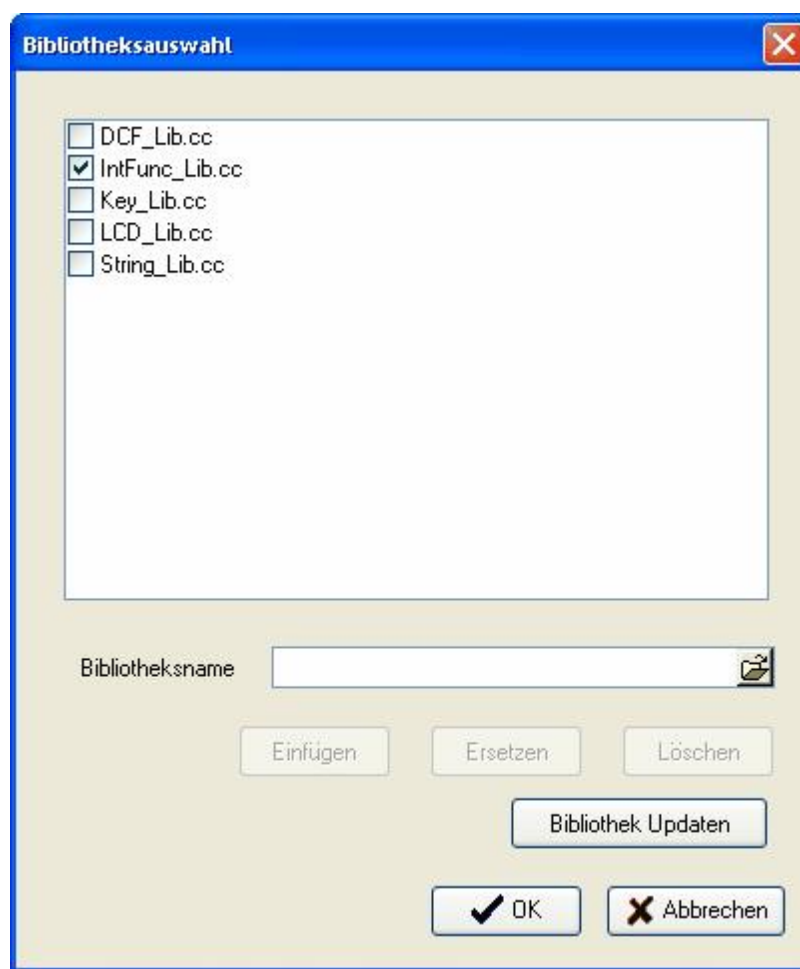 Bibliotheksauswahl
DCF_Lib.cc
IntFunc_Lib.cc
Key_Lib.cc
LCD_Lib.cc
String_Lib.cc
Bibliotheksname
Einfügen Ersetzen Löschen
Bibliothek Updaten
OK Abbrechen